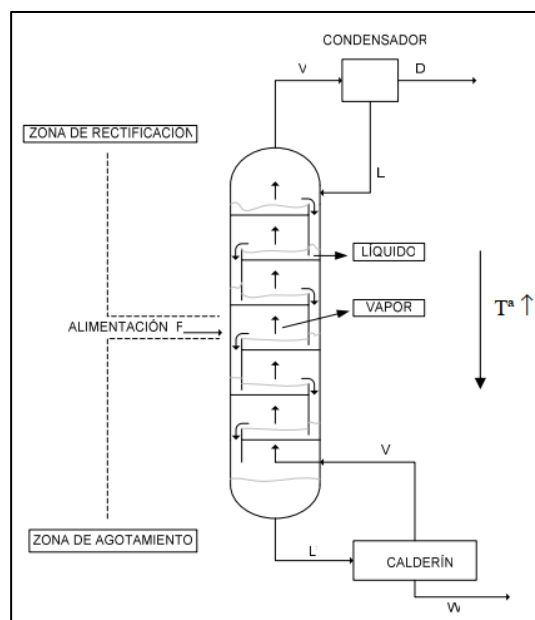 CONDENSADOR
V
D
ZONA DE RECTIFICACIÓN
L
LÍQUIDO
Tª ↑
VAPOR
ALIMENTACIÓN F
V
ZONA DE AGOTAMIENTO
L'
CALDERÍN
W